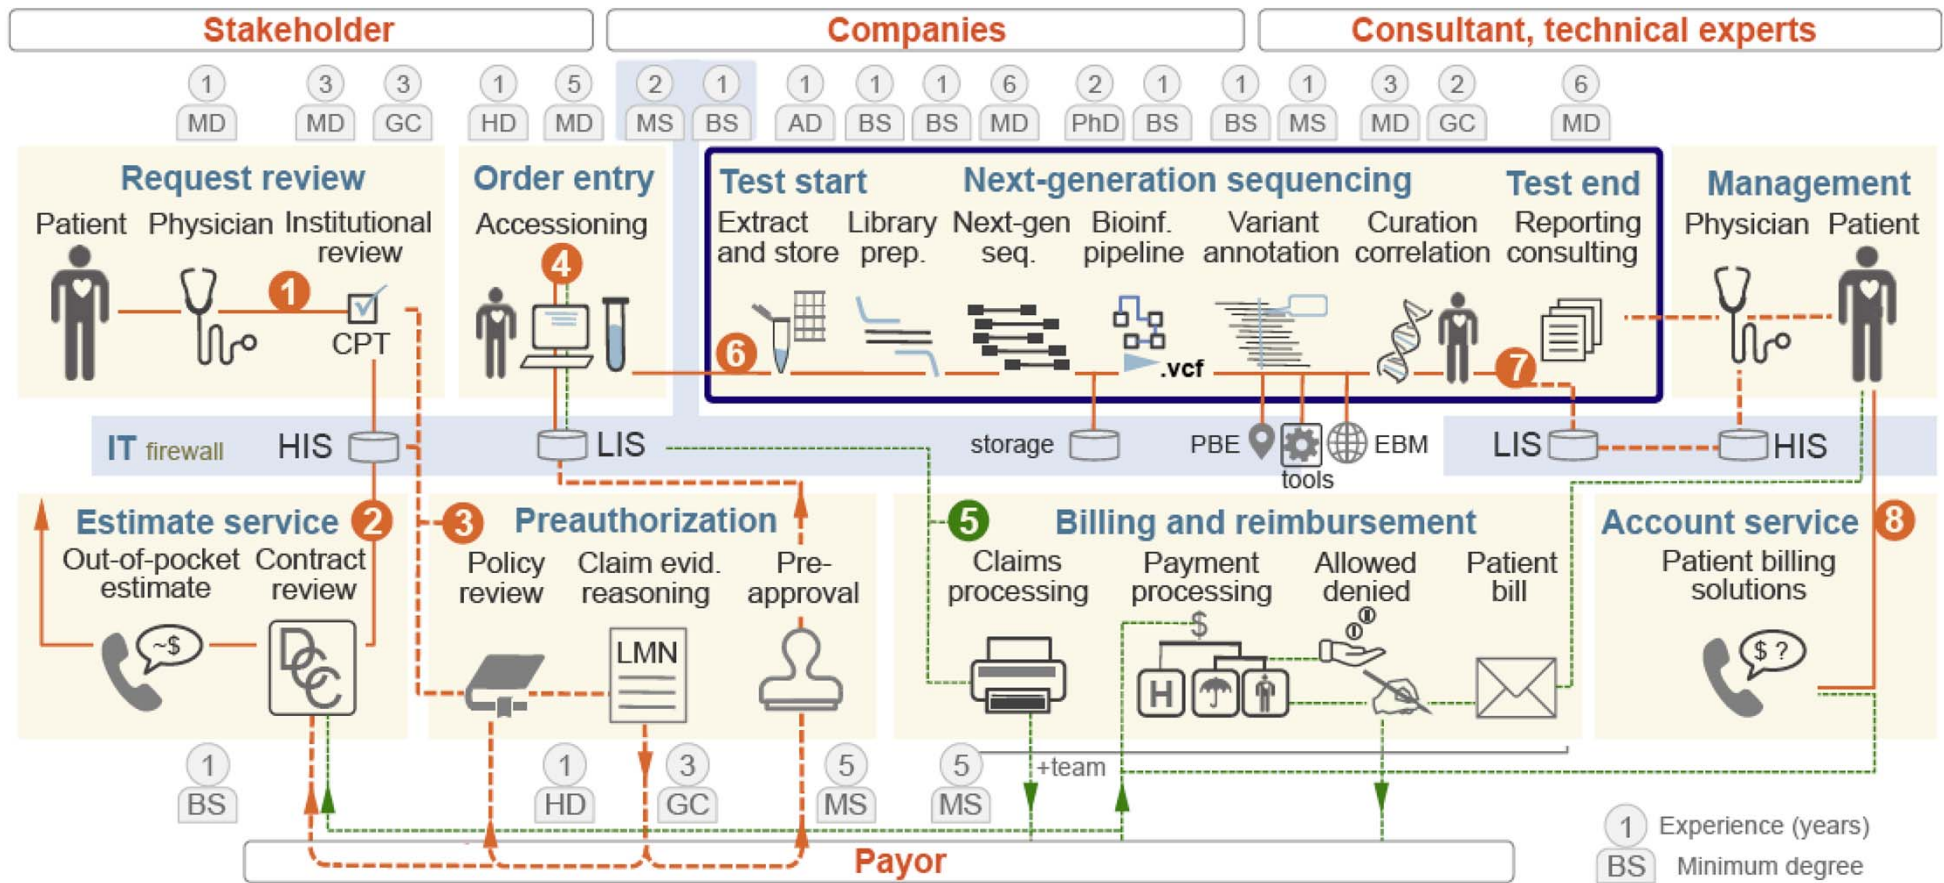 Stakeholder
Companies
Consultant, technical experts
1 3 3 1 5 2 1 1 1 1 6 2 1 1 1 3 2 6
MD MD GC HD MD MS BS AD BS BS MD PhD BS BS MS MD GC MD
Request review
Patient Physician Institutional
review
1
CPT
Order entry
Accessioning
4
Test start
Next-generation sequencing
Test end
Extract
and store
Library
prep.
Next-gen
seq.
Bioinf.
pipeline
Variant
annotation
Curation
correlation
Reporting
consulting
6
.vcf
7
Management
Physician Patient
IT firewall
HIS
LIS
storage
PBE
tools
EBM
LIS
HIS
Estimate service 2
Out-of-pocket
estimate
Contract
review
~$
DCC
3 Preauthorization
Policy
review
Claim evid.
reasoning
Pre-
approval
LMN
5 Billing and reimbursement
Claims
processing
Payment
processing
Allowed
denied
Patient
bill
$
H
Account service 8
Patient billing
solutions
$ ?
1 1 3 5 5
BS HD GC MS MS
+team
Payor
1 Experience (years)
BS Minimum degree